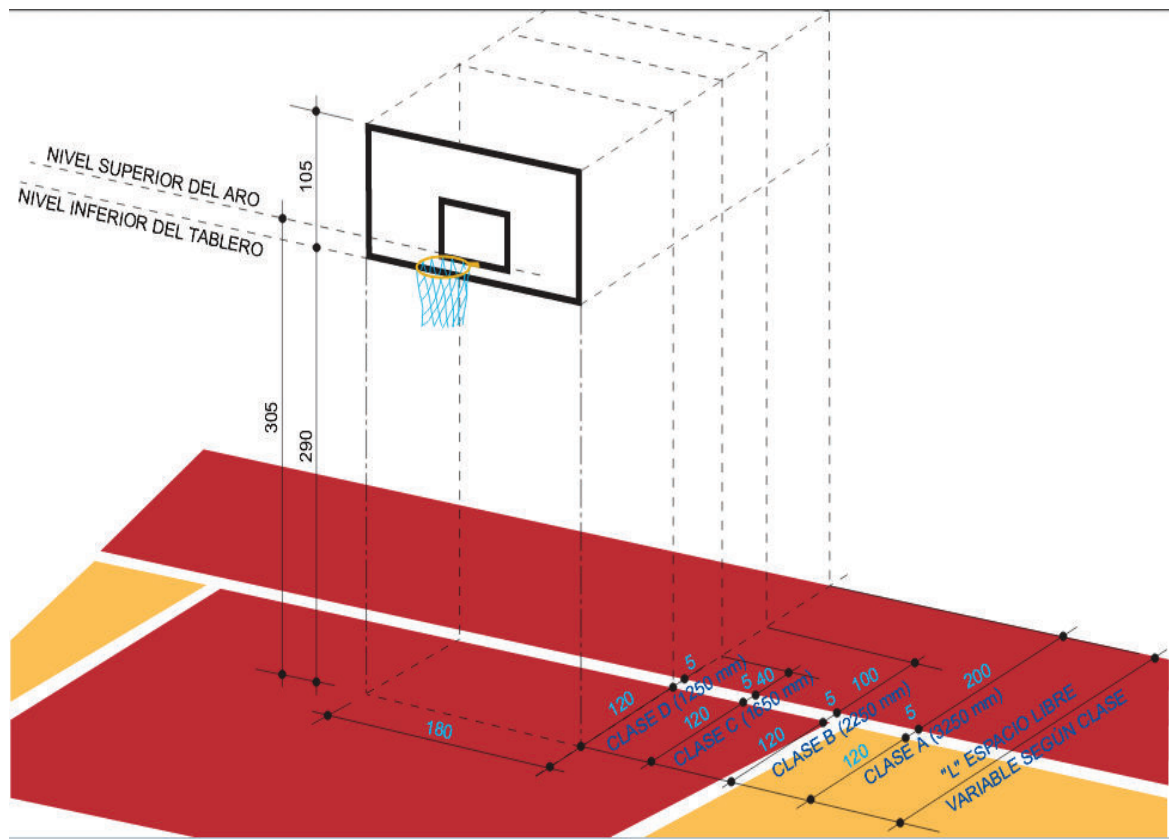 NIVEL SUPERIOR DEL ARO
NIVEL INFERIOR DEL TABLERO
105
305
290
180
120
5
CLASE D (1250 mm)
120
5
40
CLASE C (1650 mm)
120
5
100
CLASE B (2250 mm)
120
5
200
CLASE A (3250 mm)
"L" ESPACIO LIBRE
VARIABLE SEGÚN CLASE